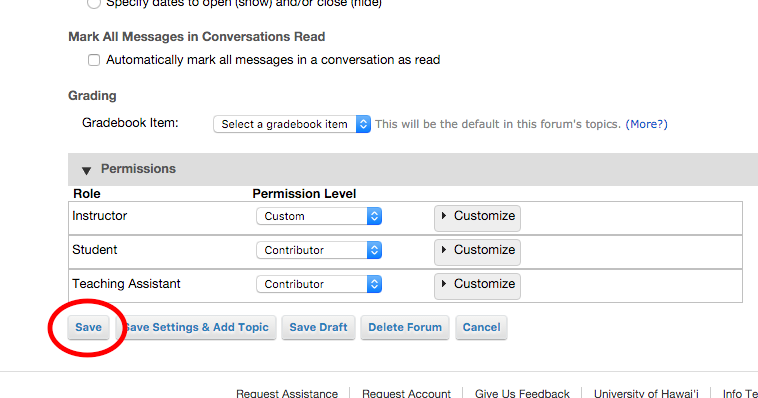 Specify dates to open (show) and/or close (hide)
Mark All Messages in Conversations Read
Automatically mark all messages in a conversation as read
Grading
Gradebook Item: Select a gradebook item This will be the default in this forum's topics. (More?)
Permissions
Role Permission Level
Instructor Custom Customize
Student Contributor Customize
Teaching Assistant Contributor Customize
Save Save Settings & Add Topic Save Draft Delete Forum Cancel
Request Assistance Request Account Give Us Feedback University of Hawai'i Info Te